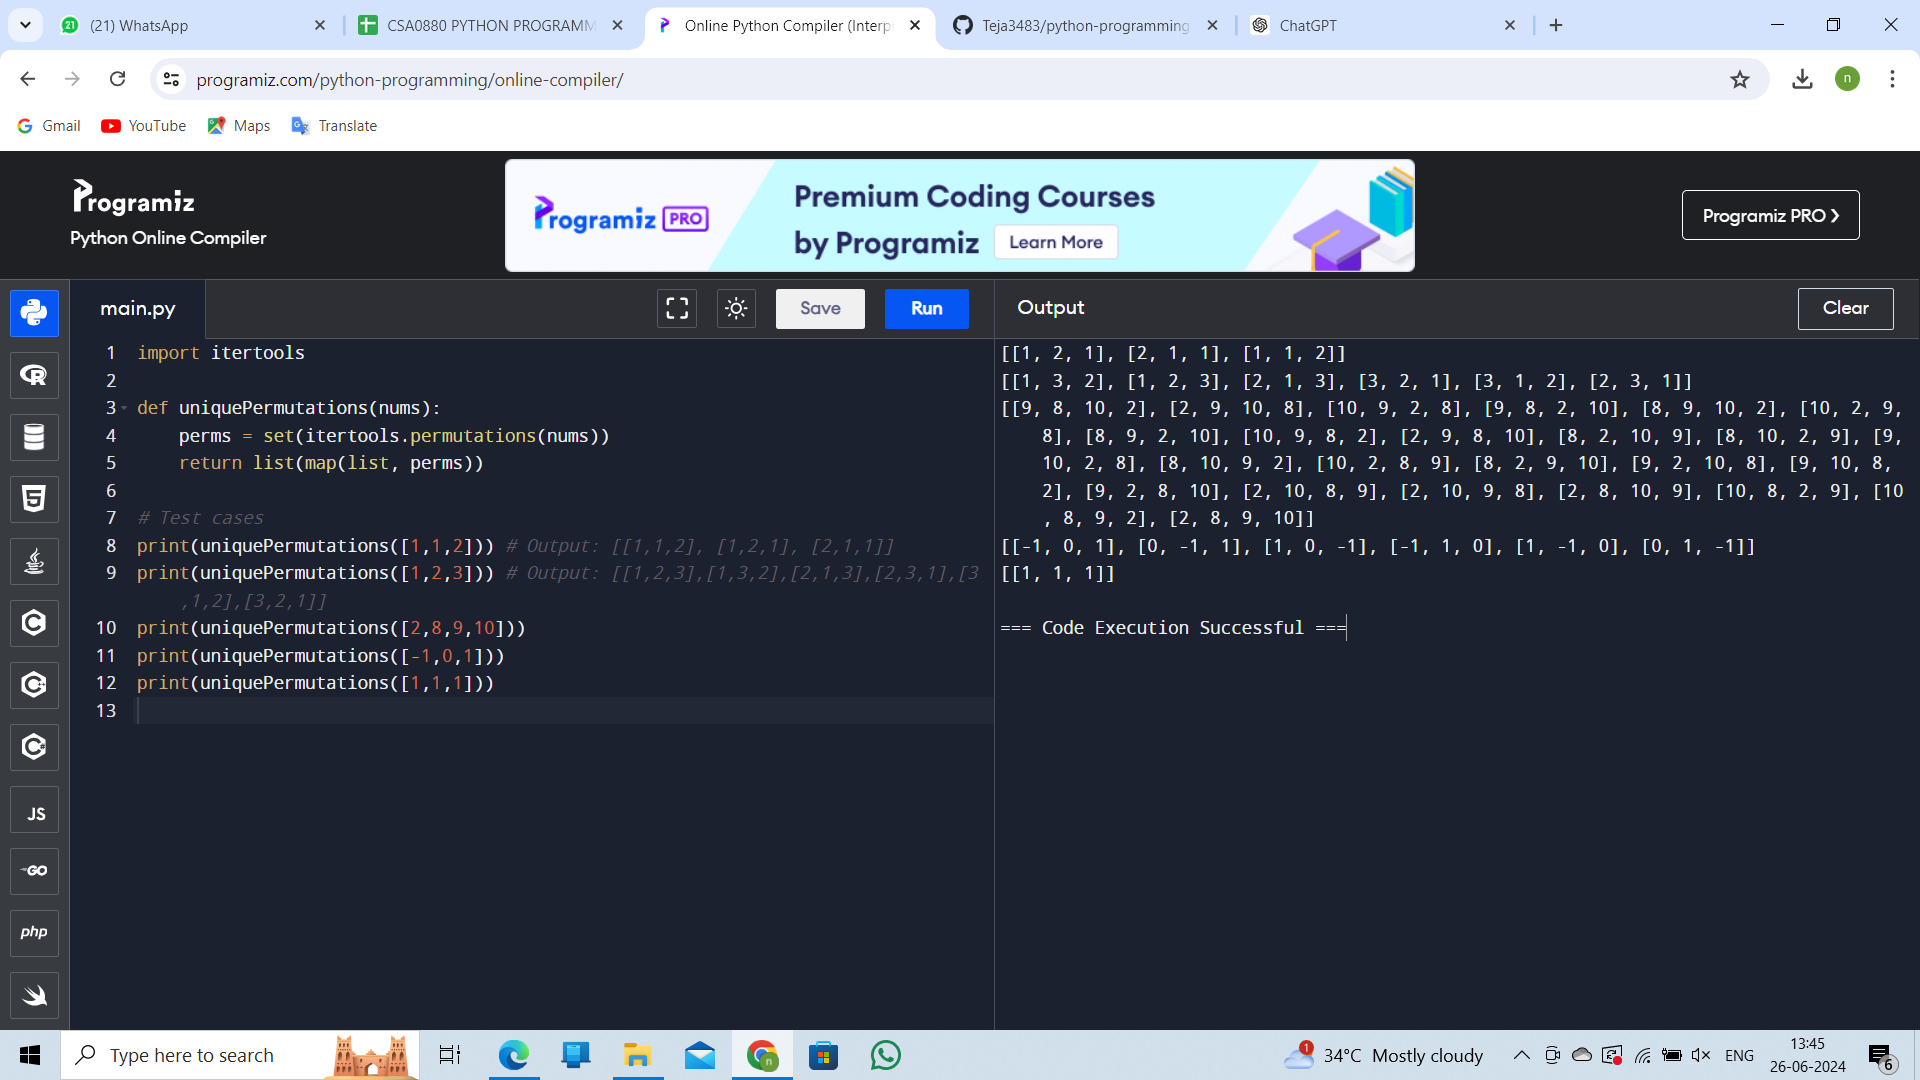 (21) WhatsApp
CSA0880 PYTHON PROGRAMM
Online Python Compiler (Interp
Teja3483/python-programming
ChatGPT
programiz.com/python-programming/online-compiler/
n
Gmail
YouTube
Maps
Translate
Programiz
Python Online Compiler
Programiz PRO
Premium Coding Courses
by Programiz
Learn More
Programiz PRO ❯
main.py
Save
Run
Output
Clear
1 import itertools
2
3 def uniquePermutations(nums):
4     perms = set(itertools.permutations(nums))
5     return list(map(list, perms))
6
7 # Test cases
8 print(uniquePermutations([1,1,2])) # Output: [[1,1,2], [1,2,1], [2,1,1]]
9 print(uniquePermutations([1,2,3])) # Output: [[1,2,3],[1,3,2],[2,1,3],[2,3,1],[3
,1,2],[3,2,1]]
10 print(uniquePermutations([2,8,9,10]))
11 print(uniquePermutations([-1,0,1]))
12 print(uniquePermutations([1,1,1]))
13
[[1, 2, 1], [2, 1, 1], [1, 1, 2]]
[[1, 3, 2], [1, 2, 3], [2, 1, 3], [3, 2, 1], [3, 1, 2], [2, 3, 1]]
[[9, 8, 10, 2], [2, 9, 10, 8], [10, 9, 2, 8], [9, 8, 2, 10], [8, 9, 10, 2], [10, 2, 9,
8], [8, 9, 2, 10], [10, 9, 8, 2], [2, 9, 8, 10], [8, 2, 10, 9], [8, 10, 2, 9], [9,
10, 2, 8], [8, 10, 9, 2], [10, 2, 8, 9], [8, 2, 9, 10], [9, 2, 10, 8], [9, 10, 8,
2], [9, 2, 8, 10], [2, 10, 8, 9], [2, 10, 9, 8], [2, 8, 10, 9], [10, 8, 2, 9], [10
, 8, 9, 2], [2, 8, 9, 10]]
[[-1, 0, 1], [0, -1, 1], [1, 0, -1], [-1, 1, 0], [1, -1, 0], [0, 1, -1]]
[[1, 1, 1]]
=== Code Execution Successful ===
JS
GO
php
Type here to search
1
34°C Mostly cloudy
ENG
13:45
26-06-2024
6